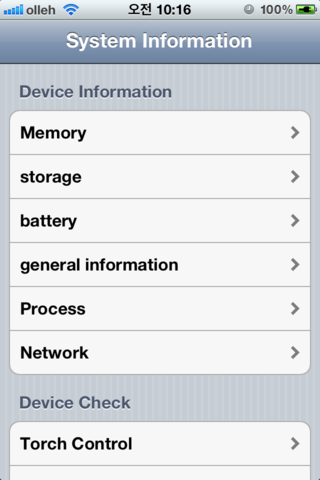 olleh 오전 10:16 100%
System Information
Device Information
Memory
storage
battery
general information
Process
Network
Device Check
Torch Control